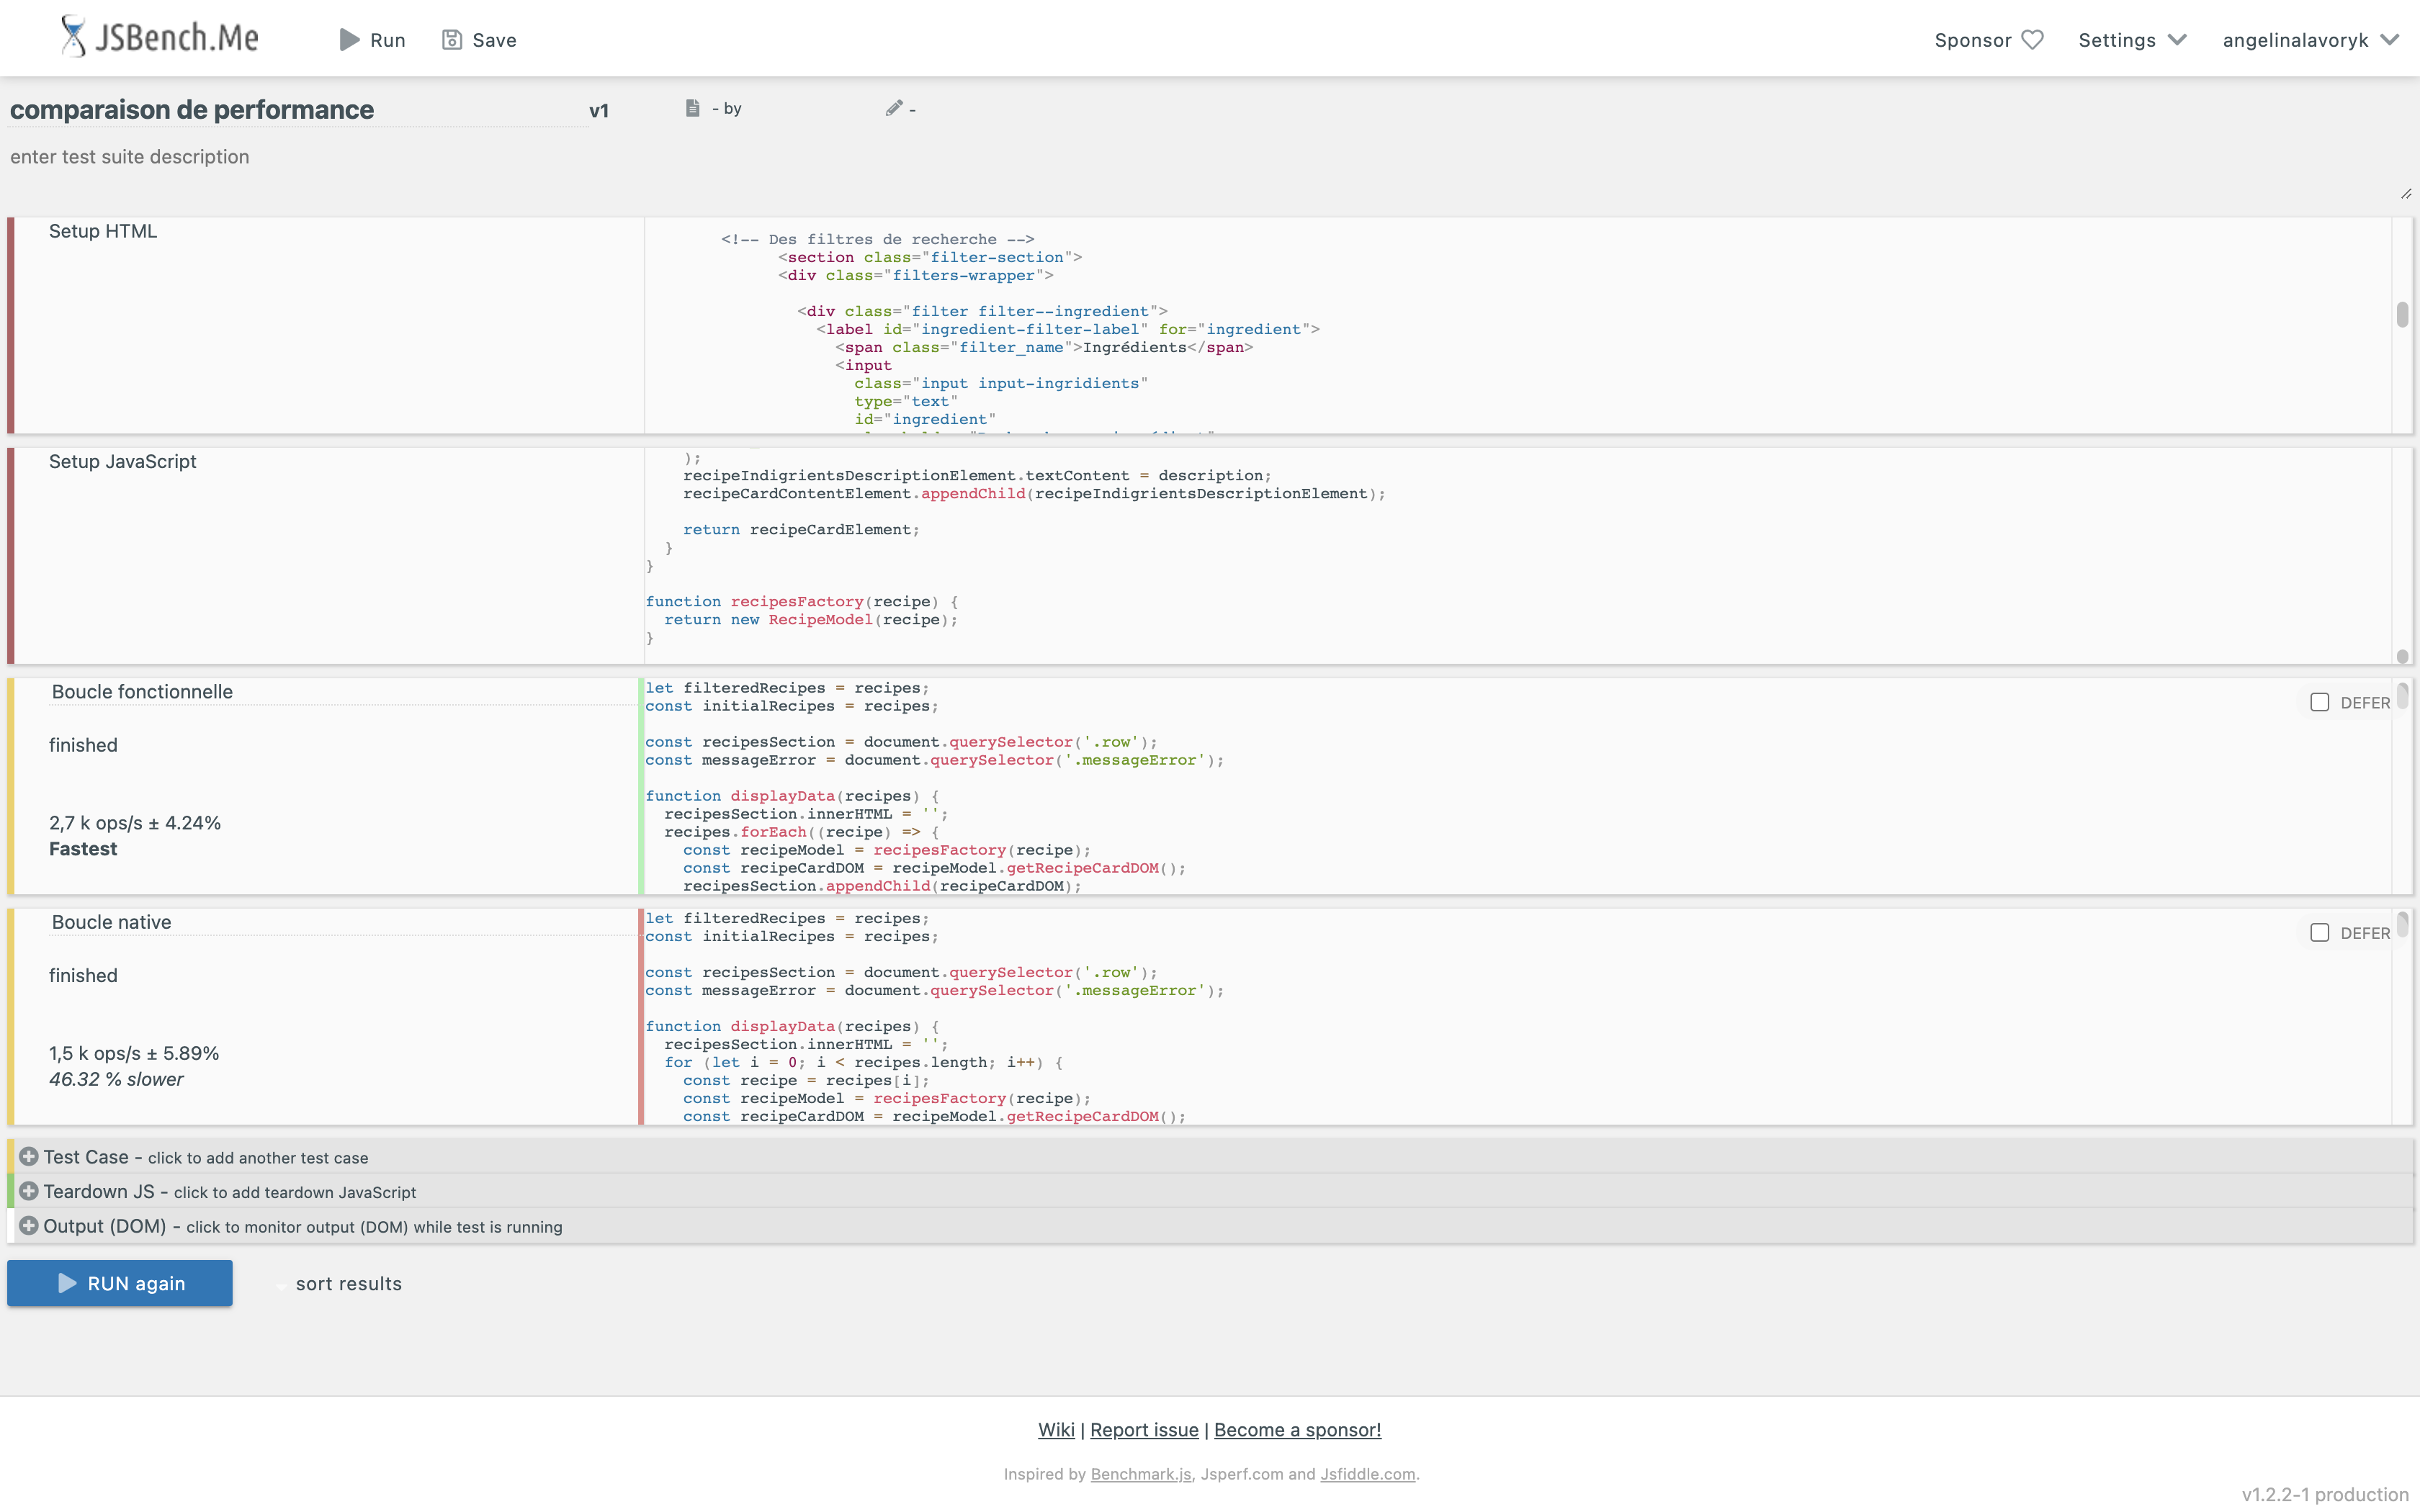 JSBench.Me
Run
Save
Sponsor
Settings
angelinalavoryk
comparaison de performance
v1
- by
-
enter test suite description
Setup HTML
<!-- Des filtres de recherche -->
<section class="filter-section">
<div class="filters-wrapper">
<div class="filter filter--ingredient">
<label id="ingredient-filter-label" for="ingredient">
<span class="filter_name">Ingrédients</span>
<input
class="input input-ingridients"
type="text"
id="ingredient"
Setup JavaScript
);
recipeIndigrientsDescriptionElement.textContent = description;
recipeCardContentElement.appendChild(recipeIndigrientsDescriptionElement);
return recipeCardElement;
}
}
function recipesFactory(recipe) {
return new RecipeModel(recipe);
}
Boucle fonctionnelle
finished
2,7 k ops/s ± 4.24%
Fastest
let filteredRecipes = recipes;
const initialRecipes = recipes;
const recipesSection = document.querySelector('.row');
const messageError = document.querySelector('.messageError');
function displayData(recipes) {
recipesSection.innerHTML = '';
recipes.forEach((recipe) => {
const recipeModel = recipesFactory(recipe);
const recipeCardDOM = recipeModel.getRecipeCardDOM();
recipesSection.appendChild(recipeCardDOM);
DEFER
Boucle native
finished
1,5 k ops/s ± 5.89%
46.32 % slower
let filteredRecipes = recipes;
const initialRecipes = recipes;
const recipesSection = document.querySelector('.row');
const messageError = document.querySelector('.messageError');
function displayData(recipes) {
recipesSection.innerHTML = '';
for (let i = 0; i < recipes.length; i++) {
const recipe = recipes[i];
const recipeModel = recipesFactory(recipe);
const recipeCardDOM = recipeModel.getRecipeCardDOM();
DEFER
Test Case - click to add another test case
Teardown JS - click to add teardown JavaScript
Output (DOM) - click to monitor output (DOM) while test is running
RUN again
sort results
Wiki | Report issue | Become a sponsor!
Inspired by Benchmark.js, Jsperf.com and Jsfiddle.com.
v1.2.2-1 production